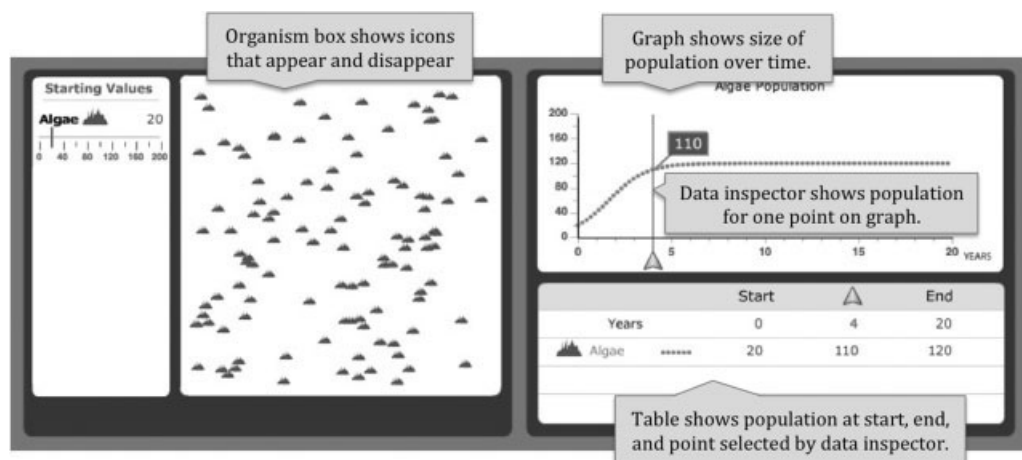 Organism box shows icons
that appear and disappear
Graph shows size of
population over time.
Starting Values
Algae 20
0 40 80 120 160 200
Algae Population
200
160
120
80
40
0
110
Data inspector shows population
for one point on graph.
0 5 10 15 20 YEARS
Start End
Years 0 4 20
Algae 20 110 120
Table shows population at start, end,
and point selected by data inspector.